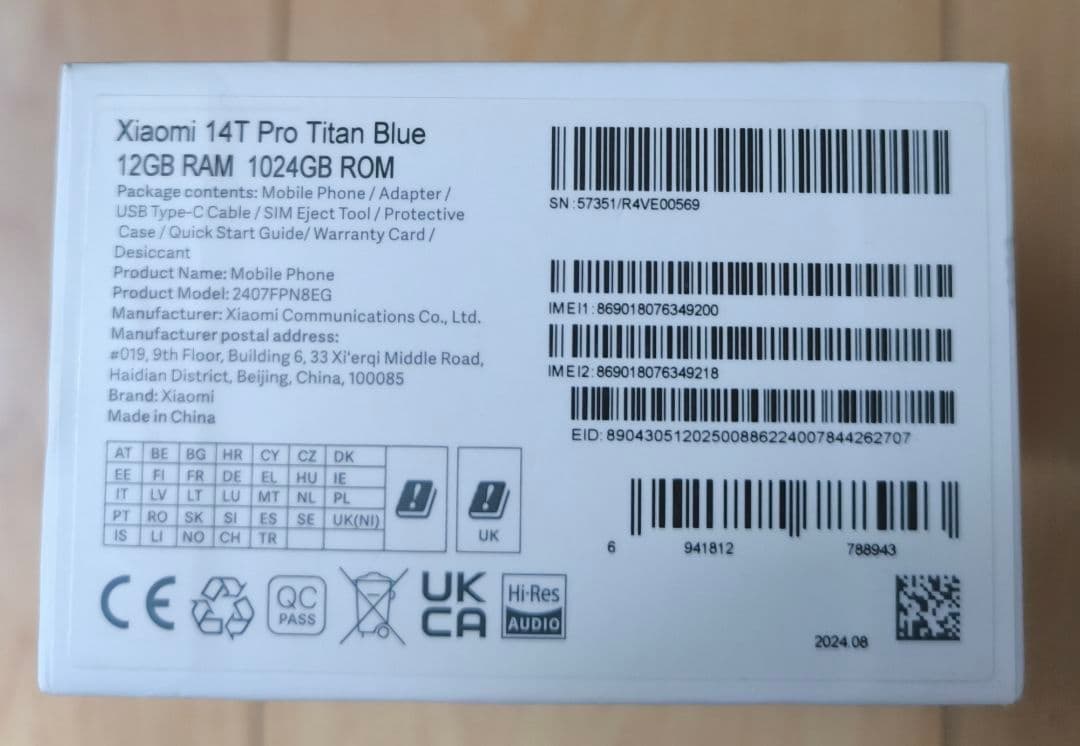 Xiaomi 14T Pro Titan Blue
12GB RAM 1024GB ROM
Package contents: Mobile Phone / Adapter /
USB Type-C Cable / SIM Eject Tool / Protective
Case / Quick Start Guide/ Warranty Card /
Desiccant
Product Name: Mobile Phone
Product Model: 2407FPN8EG
Manufacturer: Xiaomi Communications Co., Ltd.
Manufacturer postal address:
#019, 9th Floor, Building 6, 33 Xi'erqi Middle Road,
Haidian District, Beijing, China, 100085
Brand: Xiaomi
Made in China
AT BE BG HR CY CZ DK
EE FI FR DE EL HU IE
IT LV LT LU MT NL PL
PT RO SK SI ES SE UK(NI)
IS LI NO CH TR
UK
CE
QC
PASS
UK
CA
Hi-Res
AUDIO
SN:57351/R4VE00569
IMEI1:869018076349200
IMEI2:869018076349218
EID: 89043051202500886224007844262707
6 941812 788943
2024.08